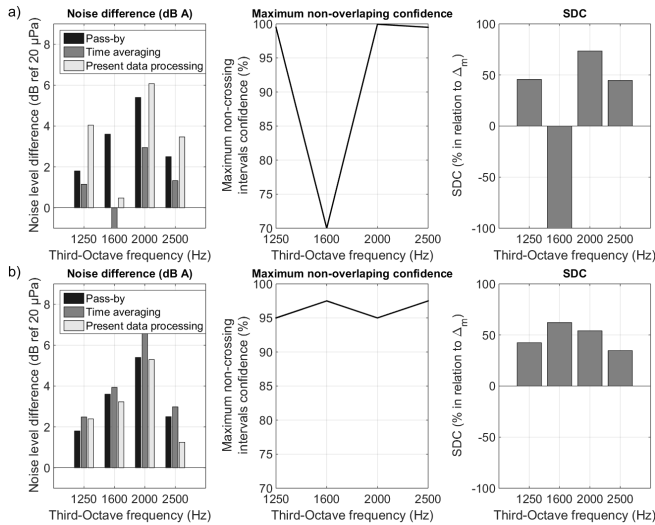 a)
Noise difference (dB A)
Noise level difference (dB ref 20 µPa)
8
6
4
2
0
Pass-by
Time averaging
Present data processing
1250 1600 2000 2500
Third-Octave frequency (Hz)
Maximum non-overlaping confidence
Maximum non-crossing
intervals confidence (%)
100
95
90
85
80
75
70
1250 1600 2000 2500
Third-Octave frequency (Hz)
SDC
SDC (% in relation to Δm)
100
50
0
-50
-100
1250 1600 2000 2500
Third-Octave frequency (Hz)
b)
Noise difference (dB A)
Noise level difference (dB ref 20 µPa)
8
6
4
2
0
Pass-by
Time averaging
Present data processing
1250 1600 2000 2500
Third-Octave frequency (Hz)
Maximum non-overlaping confidence
Maximum non-crossing
intervals confidence (%)
100
95
90
85
80
75
70
1250 1600 2000 2500
Third-Octave frequency (Hz)
SDC
SDC (% in relation to Δm)
100
50
0
-50
-100
1250 1600 2000 2500
Third-Octave frequency (Hz)